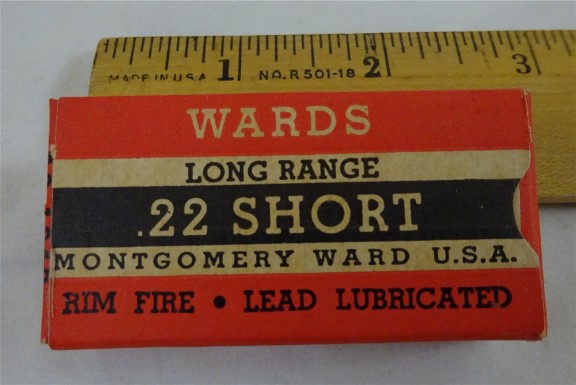 MADE IN U.S.A 1 NO. R 501-18 2 3
WARDS
LONG RANGE
.22 SHORT
MONTGOMERY WARD U.S.A.
RIM FIRE • LEAD LUBRICATED